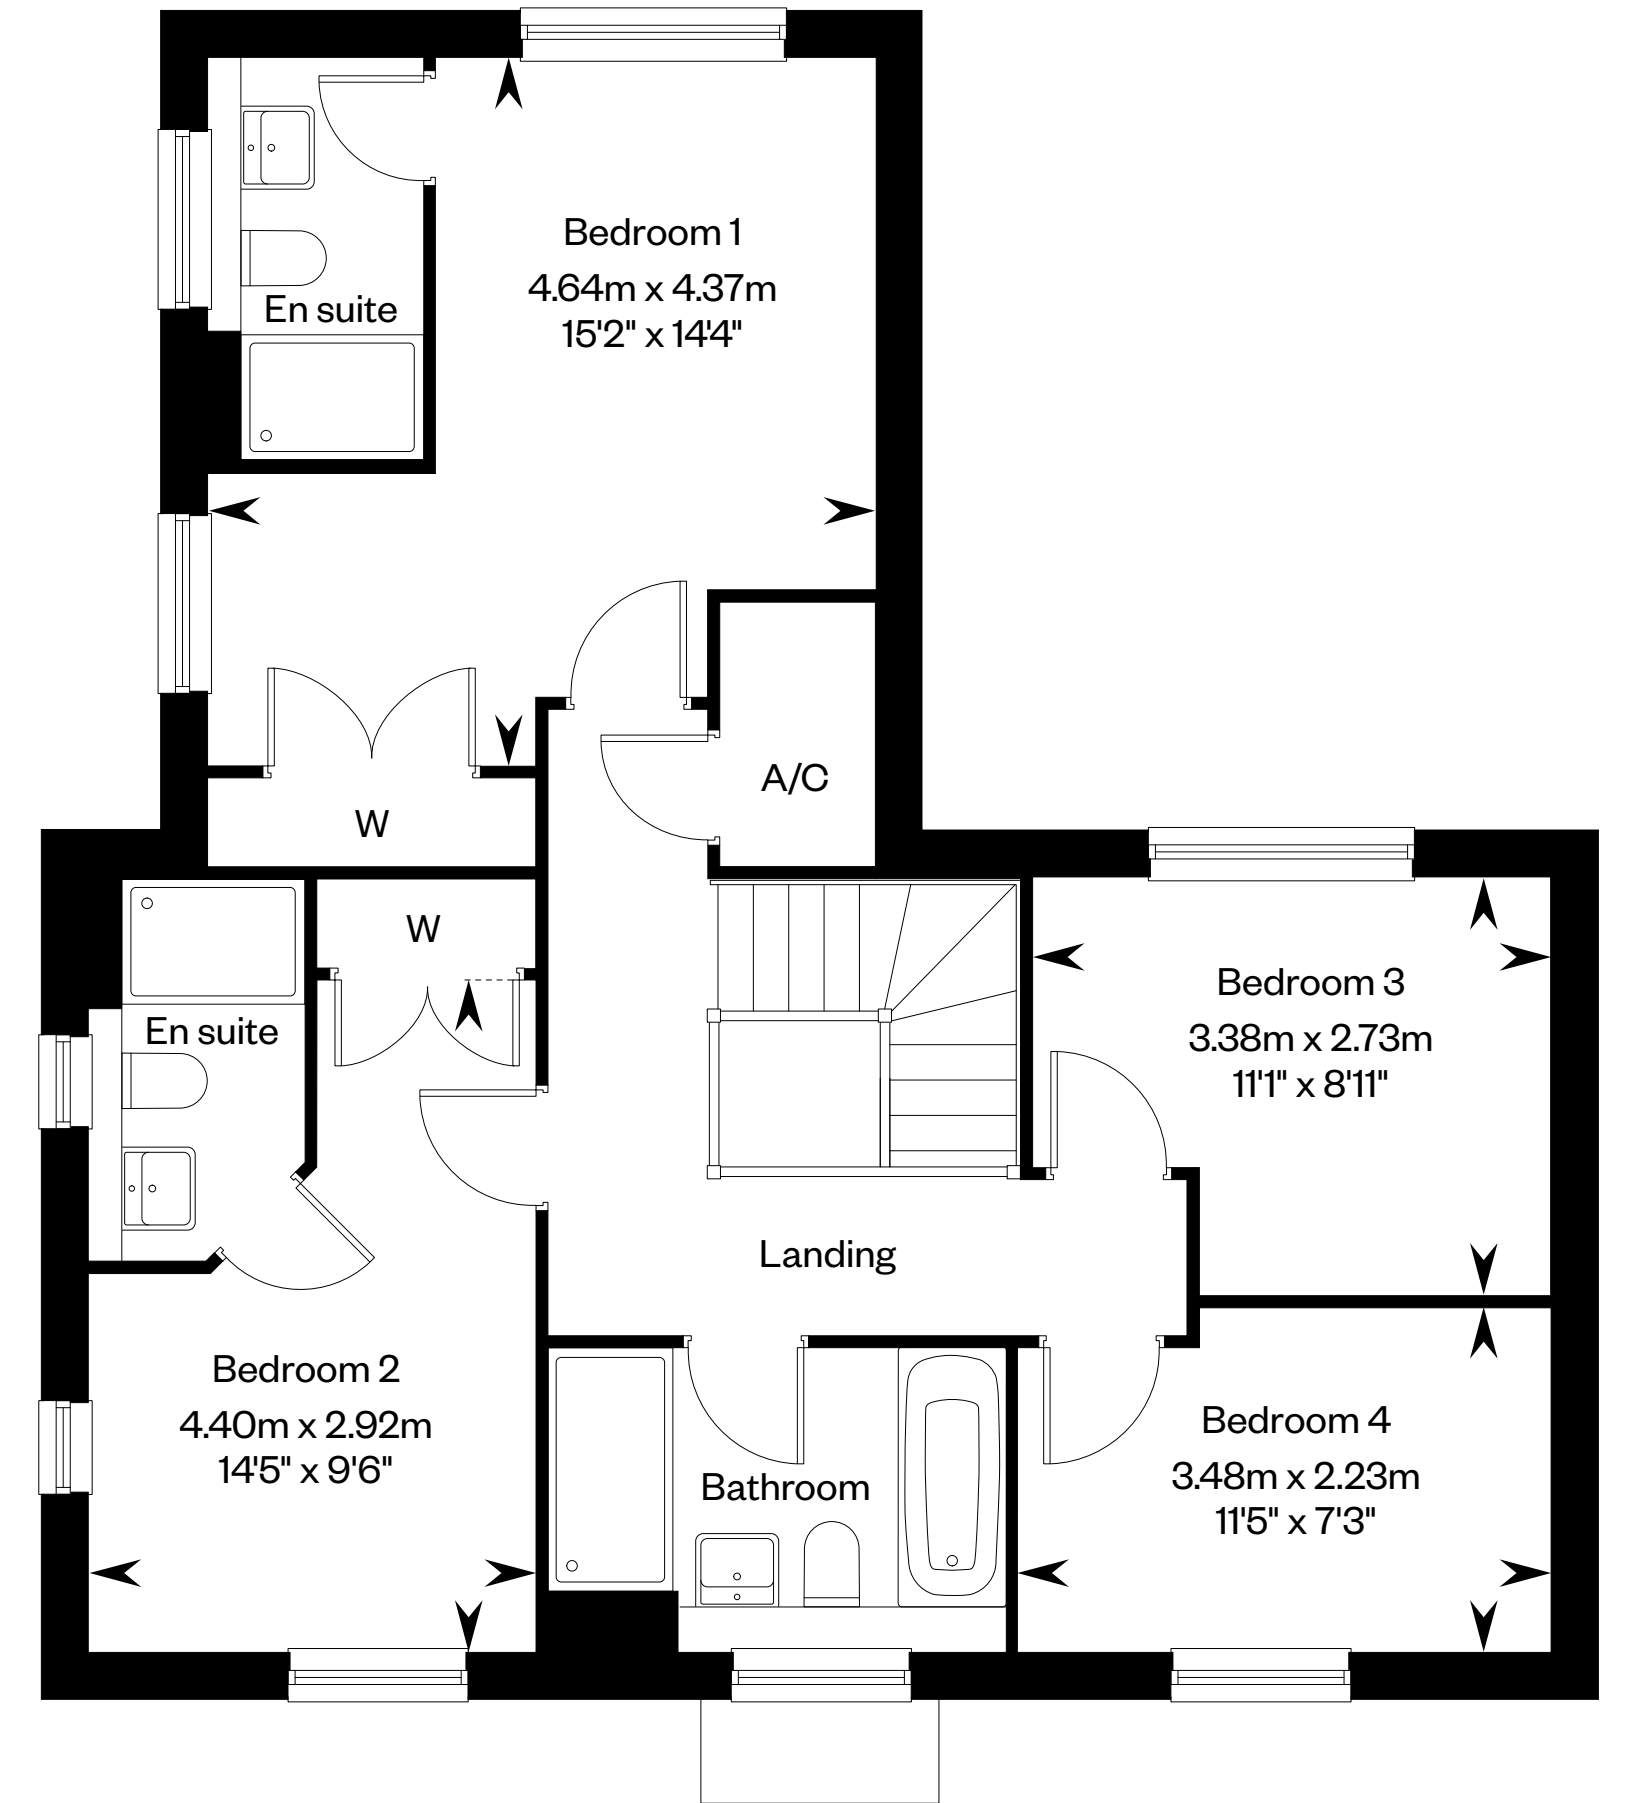 Bedroom 1
4.64m x 4.37m
15'2" x 14'4"
En suite
A/C
W
W
En suite
Bedroom 3
3.38m x 2.73m
11'1" x 8'11"
Landing
Bedroom 2
4.40m x 2.92m
14'5" x 9'6"
Bathroom
Bedroom 4
3.48m x 2.23m
11'5" x 7'3"